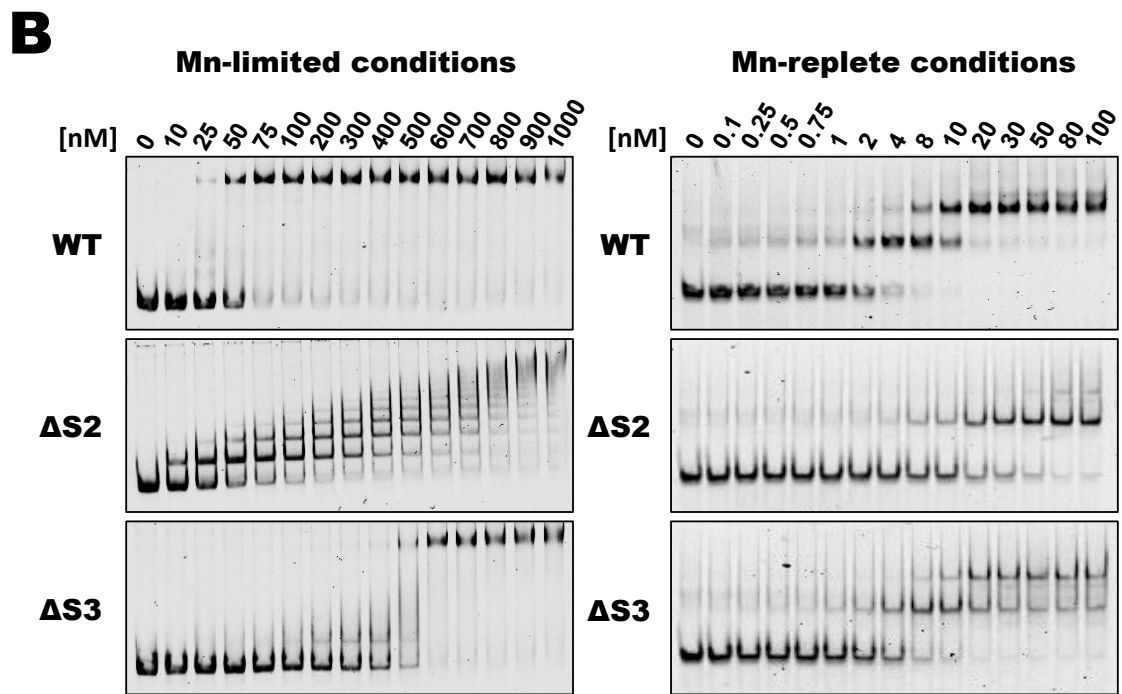 B
Mn-limited conditions Mn-replete conditions
[nM] 0 10 25 50 75 100 200 300 400 500 600 700 800 900 1000 [nM] 0 0.1 0.25 0.5 0.75 1 2 4 8 10 20 30 50 80 100
WT WT
ΔS2 ΔS2
ΔS3 ΔS3